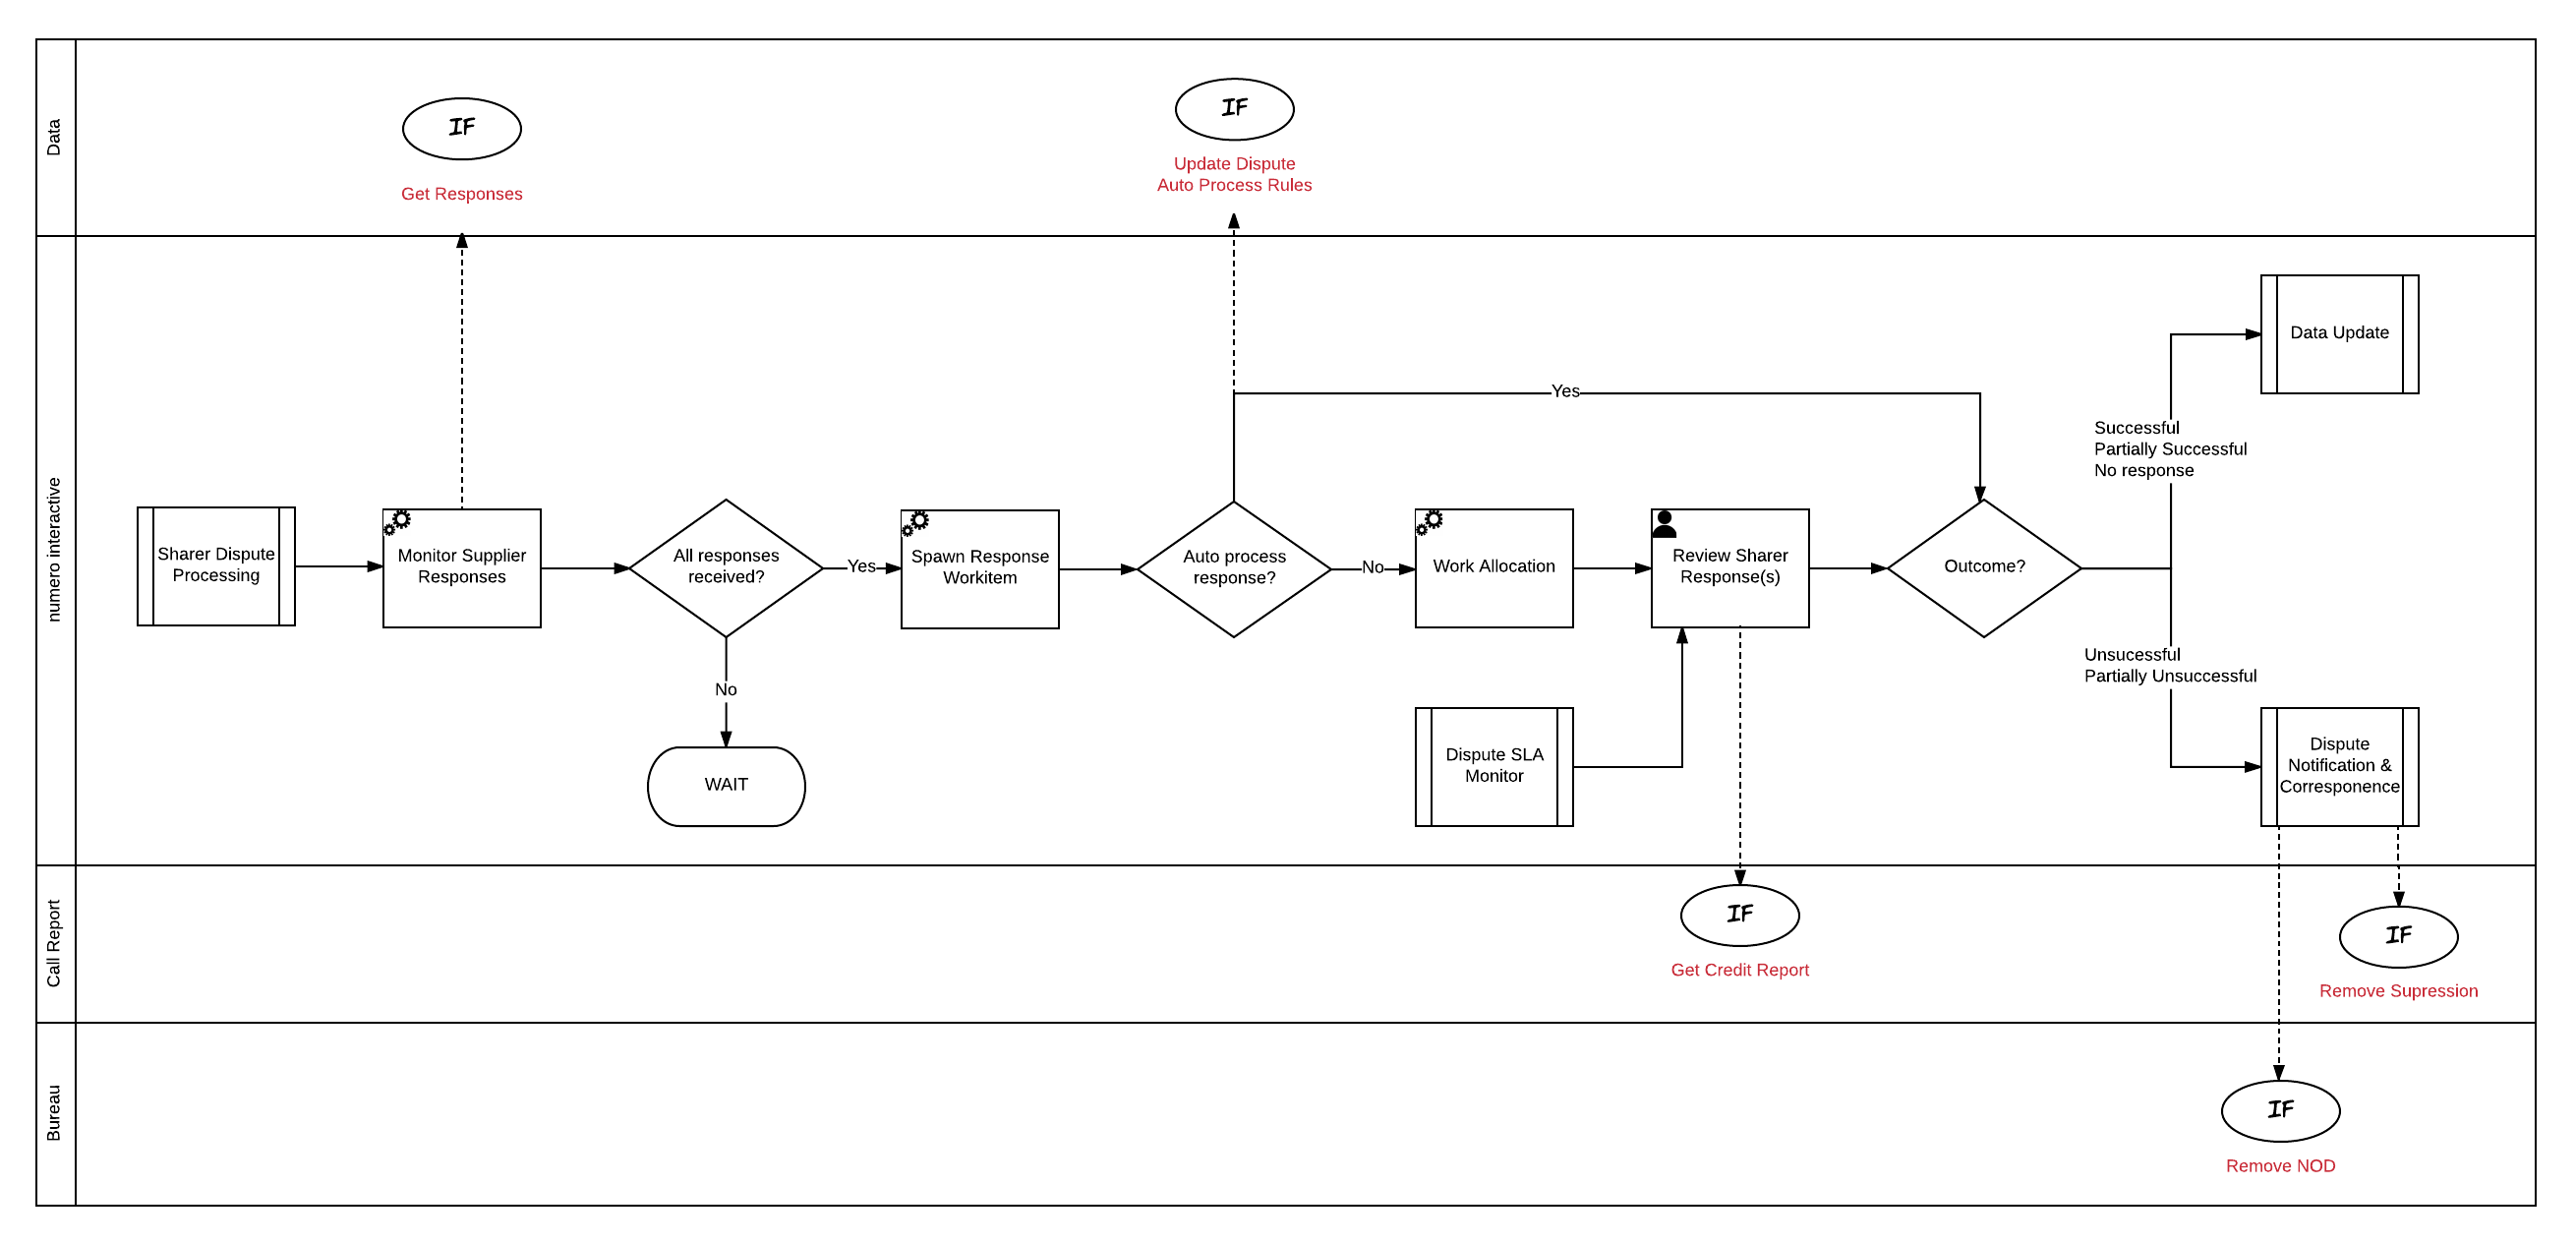 Data
IF
Get Responses
IF
Update Dispute
Auto Process Rules
numero interactive
Sharer Dispute
Processing
Monitor Supplier
Responses
All responses
received?
Yes
No
WAIT
Spawn Response
Workitem
Auto process
response?
Yes
No
Work Allocation
Review Sharer
Response(s)
Dispute SLA
Monitor
Outcome?
Successful
Partially Successful
No response
Data Update
Unsucessful
Partially Unsuccessful
Dispute
Notification &
Corresponence
Call Report
IF
Get Credit Report
IF
Remove Supression
Bureau
IF
Remove NOD